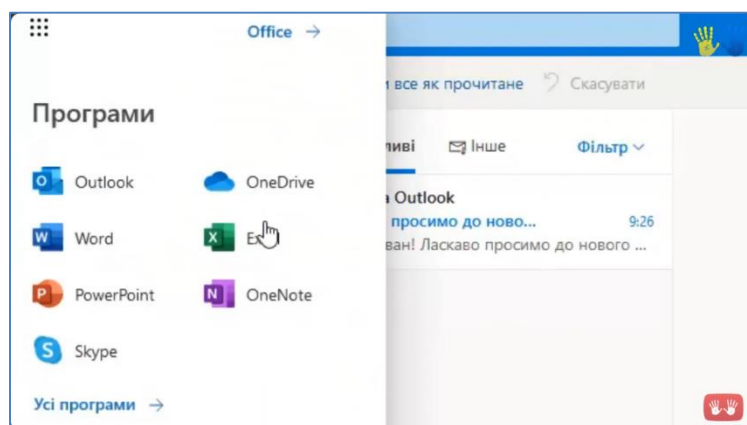 Office →
Програми
Outlook
OneDrive
Word
PowerPoint
OneNote
Skype
Усі програми →
все як прочитане
Скасувати
Інше
Фільтр
Outlook
просимо до ново...
9:26
Ласкаво просимо до нового ...